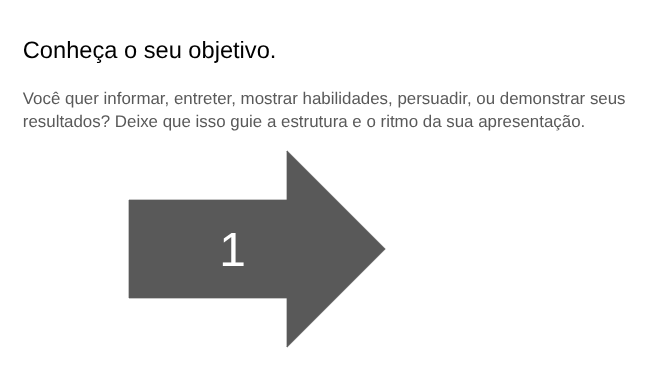 Conheça o seu objetivo.
Você quer informar, entreter, mostrar habilidades, persuadir, ou demonstrar seus
resultados? Deixe que isso guie a estrutura e o ritmo da sua apresentação.
1